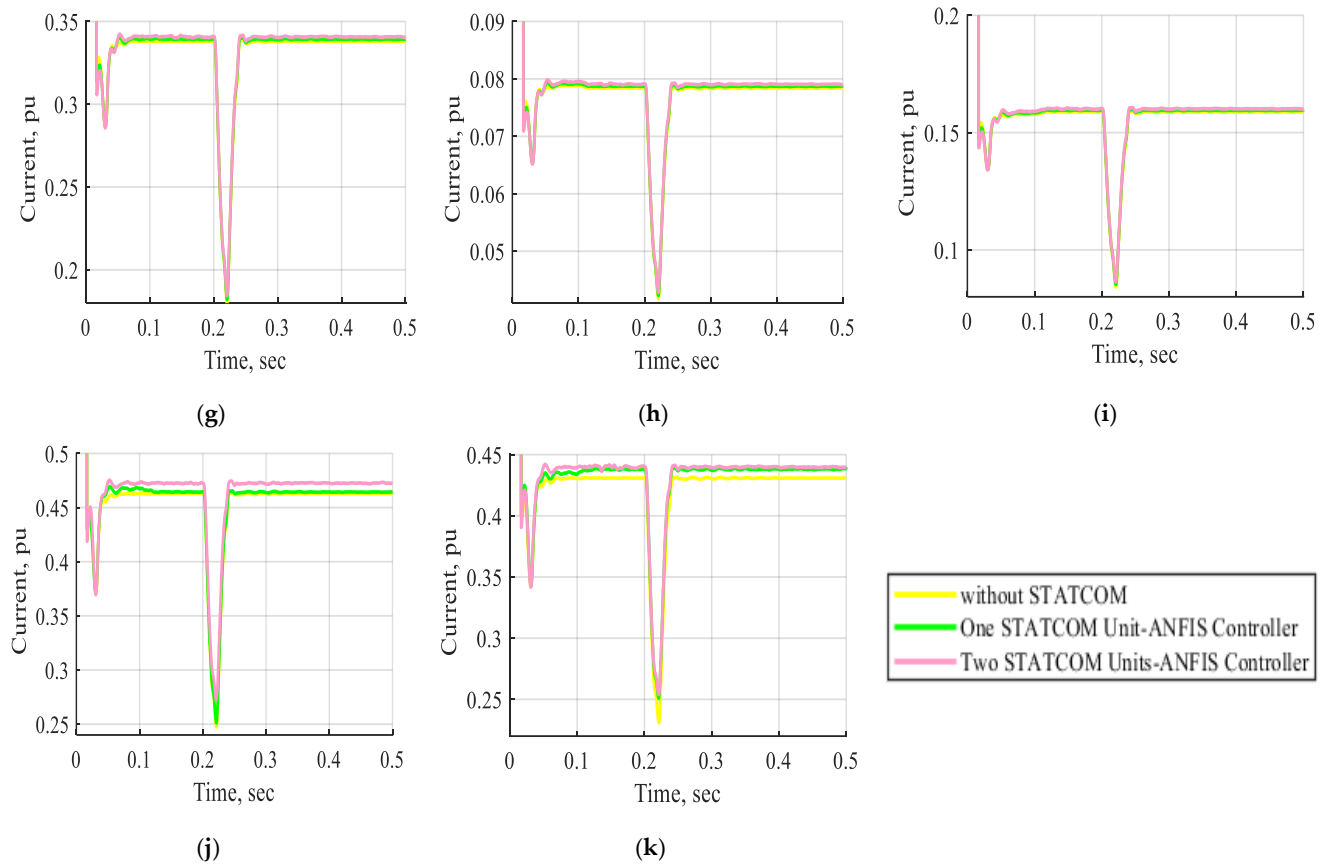 0.35
0.3
0.25
0.2
Current, pu
0 0.1 0.2 0.3 0.4 0.5
Time, sec
(g)
0.09
0.08
0.07
0.06
0.05
Current, pu
0 0.1 0.2 0.3 0.4 0.5
Time, sec
(h)
0.2
0.15
0.1
Current, pu
0 0.1 0.2 0.3 0.4 0.5
Time, sec
(i)
0.5
0.45
0.4
0.35
0.3
0.25
Current, pu
0 0.1 0.2 0.3 0.4 0.5
Time, sec
(j)
0.45
0.4
0.35
0.3
0.25
Current, pu
0 0.1 0.2 0.3 0.4 0.5
Time, sec
(k)
without STATCOM
One STATCOM Unit-ANFIS Controller
Two STATCOM Units-ANFIS Controller